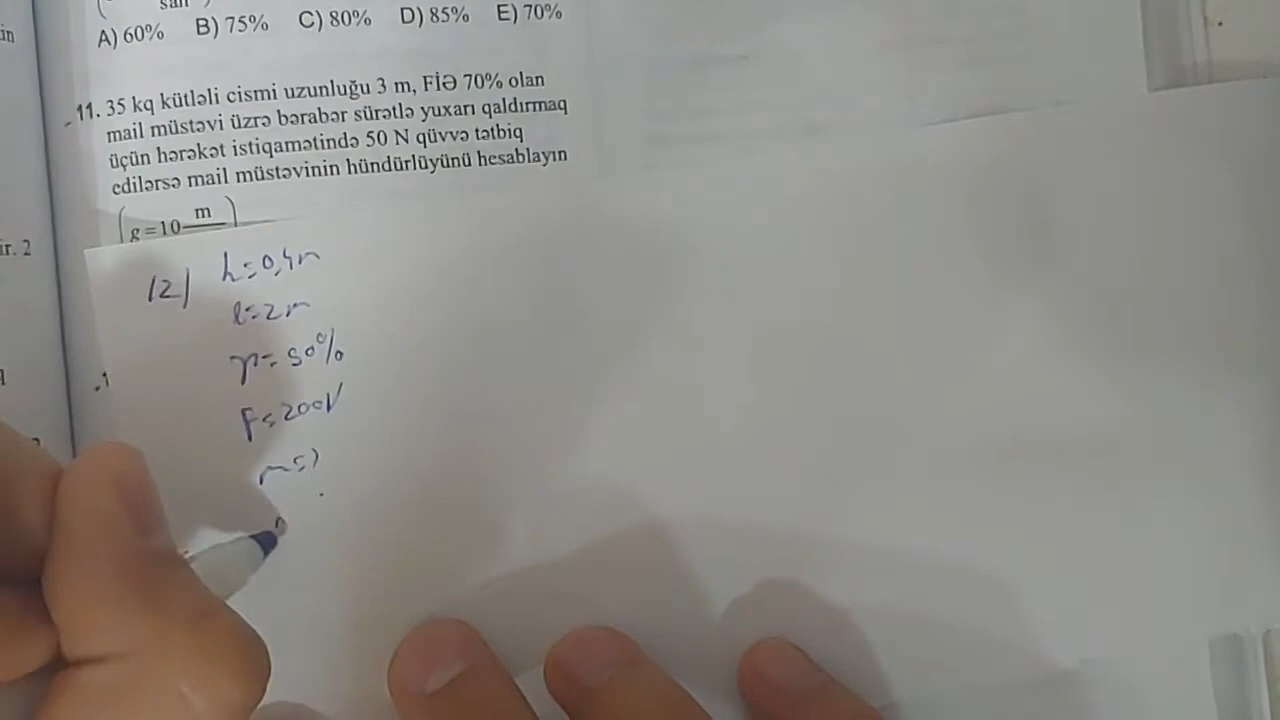 A) 60% B) 75% C) 80% D) 85% E) 70%
11. 35 kq kütləli cismi uzunluğu 3 m, FİƏ 70% olan
mail müstəvi üzrə bərabər sürətlə yuxarı qaldırmaq
üçün hərəkət istiqamətində 50 N qüvvə tətbiq
edilərsə mail müstəvinin hündürlüyünü hesablayın
(g=10 m)
ir. 2
12) h=0,4m
l=2m
η=50%
F=200N
m=?